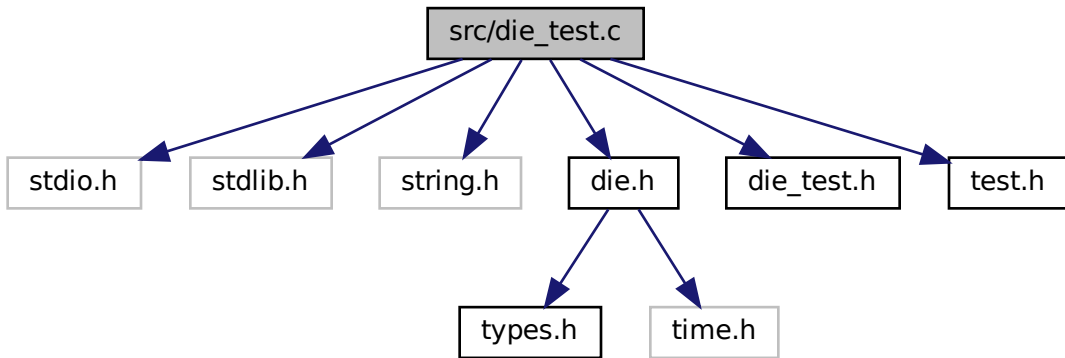 src/die_test.c
stdio.h
stdlib.h
string.h
die.h
die_test.h
test.h
types.h
time.h